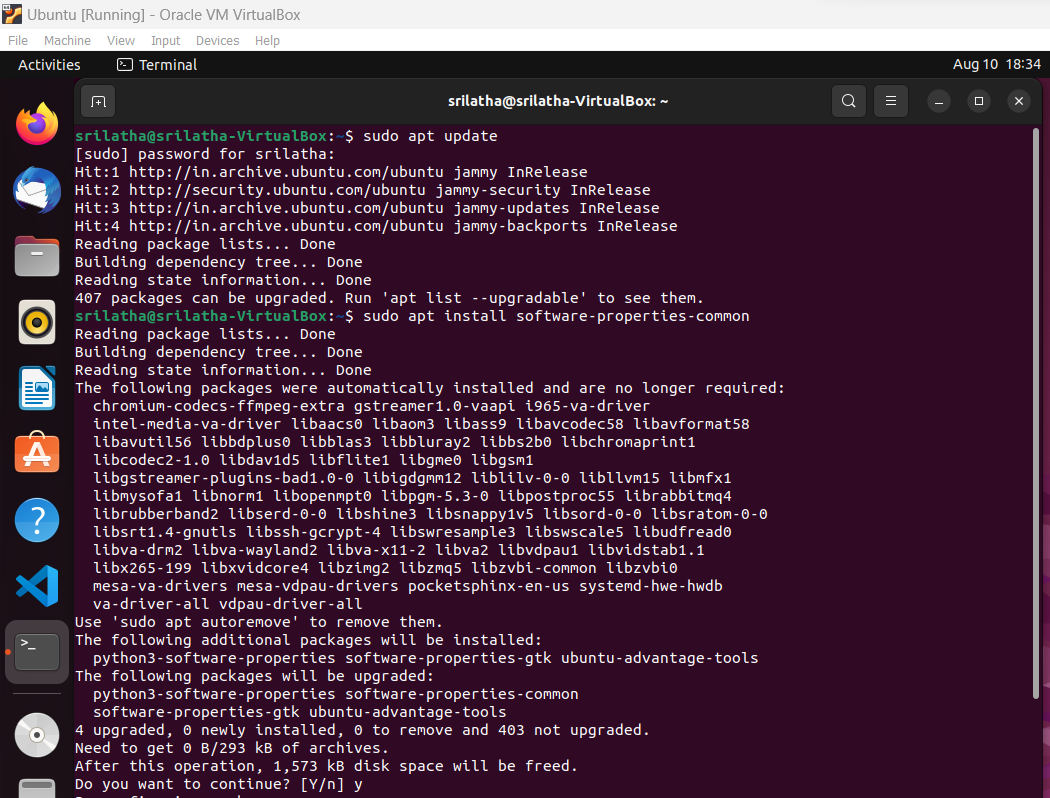 Ubuntu [Running] - Oracle VM VirtualBox
File Machine View Input Devices Help
Activities Terminal Aug 10 18:34
srilatha@srilatha-VirtualBox: ~
srilatha@srilatha-VirtualBox:~$ sudo apt update
[sudo] password for srilatha:
Hit:1 http://in.archive.ubuntu.com/ubuntu jammy InRelease
Hit:2 http://security.ubuntu.com/ubuntu jammy-security InRelease
Hit:3 http://in.archive.ubuntu.com/ubuntu jammy-updates InRelease
Hit:4 http://in.archive.ubuntu.com/ubuntu jammy-backports InRelease
Reading package lists... Done
Building dependency tree... Done
Reading state information... Done
407 packages can be upgraded. Run 'apt list --upgradable' to see them.
srilatha@srilatha-VirtualBox:~$ sudo apt install software-properties-common
Reading package lists... Done
Building dependency tree... Done
Reading state information... Done
The following packages were automatically installed and are no longer required:
  chromium-codecs-ffmpeg-extra gstreamer1.0-vaapi i965-va-driver
  intel-media-va-driver libaacs0 libaom3 libass9 libavcodec58 libavformat58
  libavutil56 libbdplus0 libblas3 libbluray2 libbs2b0 libchromaprint1
  libcodec2-1.0 libdav1d5 libflite1 libgme0 libgsm1
  libgstreamer-plugins-bad1.0-0 libigdgmm12 liblilv-0-0 libllvm15 libmfx1
  libmysofa1 libnorm1 libopenmpt0 libpgm-5.3-0 libpostproc55 librabbitmq4
  librubberband2 libserd-0-0 libshine3 libsnappy1v5 libsord-0-0 libsratom-0-0
  libsrt1.4-gnutls libssh-gcrypt-4 libswresample3 libswscale5 libudfread0
  libva-drm2 libva-wayland2 libva-x11-2 libva2 libvdpau1 libvidstab1.1
  libx265-199 libxvidcore4 libzimg2 libzmq5 libzvbi-common libzvbi0
  mesa-va-drivers mesa-vdpau-drivers pocketsphinx-en-us systemd-hwe-hwdb
  va-driver-all vdpau-driver-all
Use 'sudo apt autoremove' to remove them.
The following additional packages will be installed:
  python3-software-properties software-properties-gtk ubuntu-advantage-tools
The following packages will be upgraded:
  python3-software-properties software-properties-common
  software-properties-gtk ubuntu-advantage-tools
4 upgraded, 0 newly installed, 0 to remove and 403 not upgraded.
Need to get 0 B/293 kB of archives.
After this operation, 1,573 kB disk space will be freed.
Do you want to continue? [Y/n] y